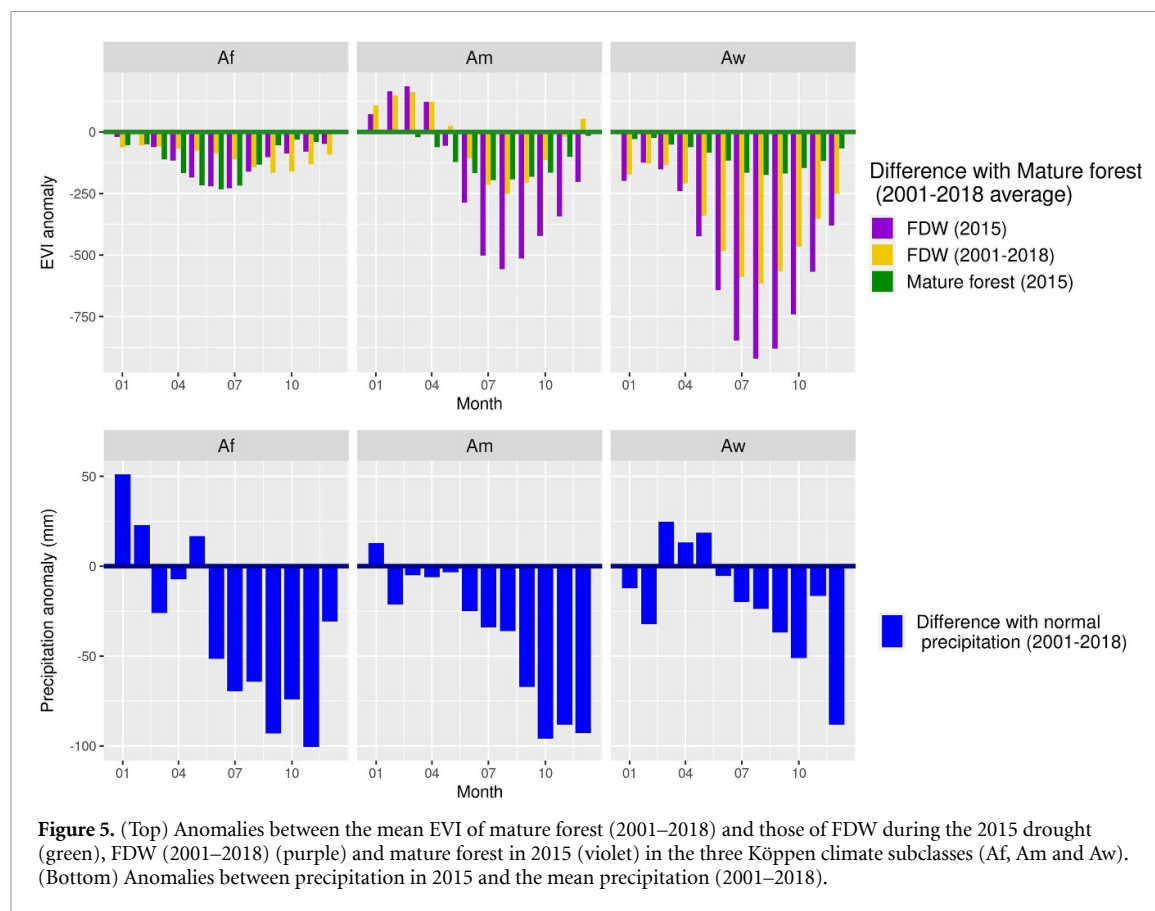 Af Am Aw
0
-250
-500
-750
EVI anomaly
01 04 07 10 01 04 07 10 01 04 07 10
Month
Difference with Mature forest
(2001-2018 average)
FDW (2015)
FDW (2001-2018)
Mature forest (2015)
Af Am Aw
50
0
-50
-100
Precipitation anomaly (mm)
01 04 07 10 01 04 07 10 01 04 07 10
Month
Difference with normal
precipitation (2001-2018)
Figure 5. (Top) Anomalies between the mean EVI of mature forest (2001–2018) and those of FDW during the 2015 drought
(green), FDW (2001–2018) (purple) and mature forest in 2015 (violet) in the three Köppen climate subclasses (Af, Am and Aw).
(Bottom) Anomalies between precipitation in 2015 and the mean precipitation (2001–2018).